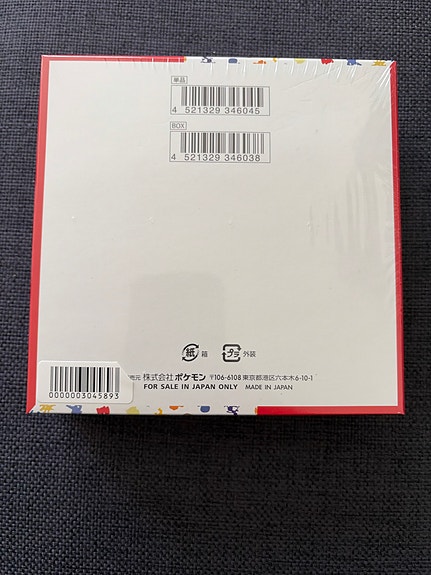 単品
4 521329 346045
BOX
4 521329 346038
紙 箱 プラ 外装
売元 株式会社ポケモン 〒106-6108 東京都港区六本木6-10-1
FOR SALE IN JAPAN ONLY MADE IN JAPAN
0000003045893